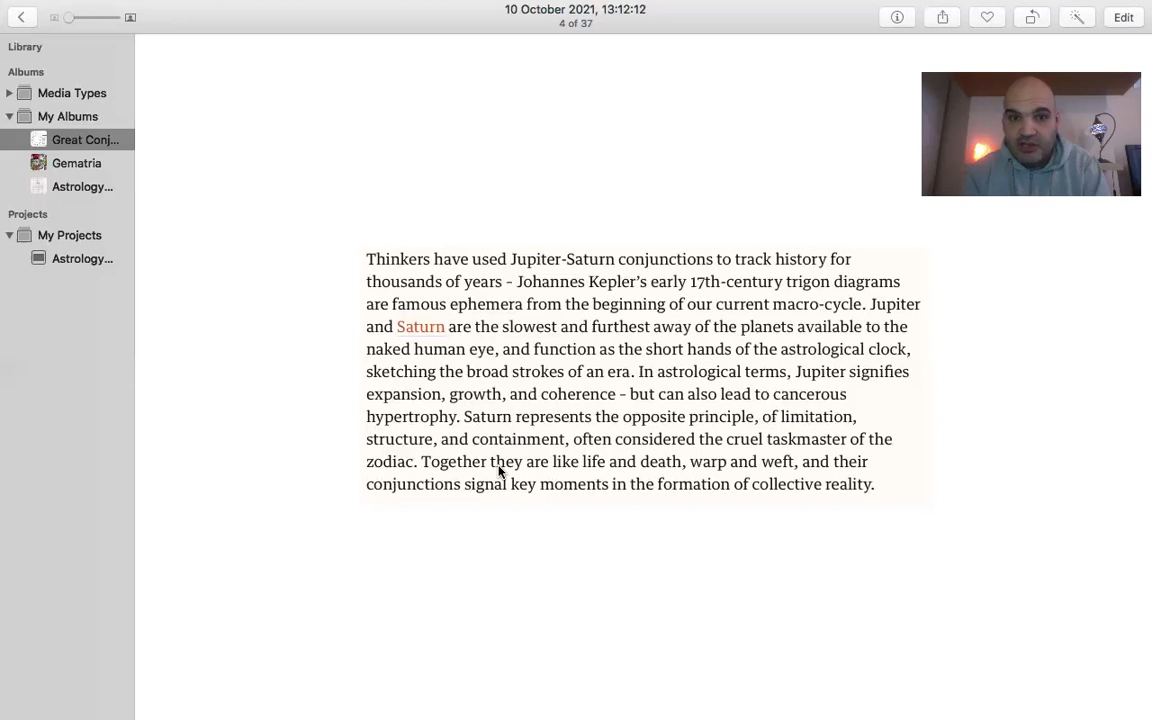 10 October 2021, 13:12:12
4 of 37
Edit
Library
Albums
Media Types
My Albums
Great Conj...
Gematria
Astrology...
Projects
My Projects
Astrology...
Thinkers have used Jupiter-Saturn conjunctions to track history for
thousands of years – Johannes Kepler’s early 17th-century trigon diagrams
are famous ephemera from the beginning of our current macro-cycle. Jupiter
and Saturn are the slowest and furthest away of the planets available to the
naked human eye, and function as the short hands of the astrological clock,
sketching the broad strokes of an era. In astrological terms, Jupiter signifies
expansion, growth, and coherence – but can also lead to cancerous
hypertrophy. Saturn represents the opposite principle, of limitation,
structure, and containment, often considered the cruel taskmaster of the
zodiac. Together they are like life and death, warp and weft, and their
conjunctions signal key moments in the formation of collective reality.